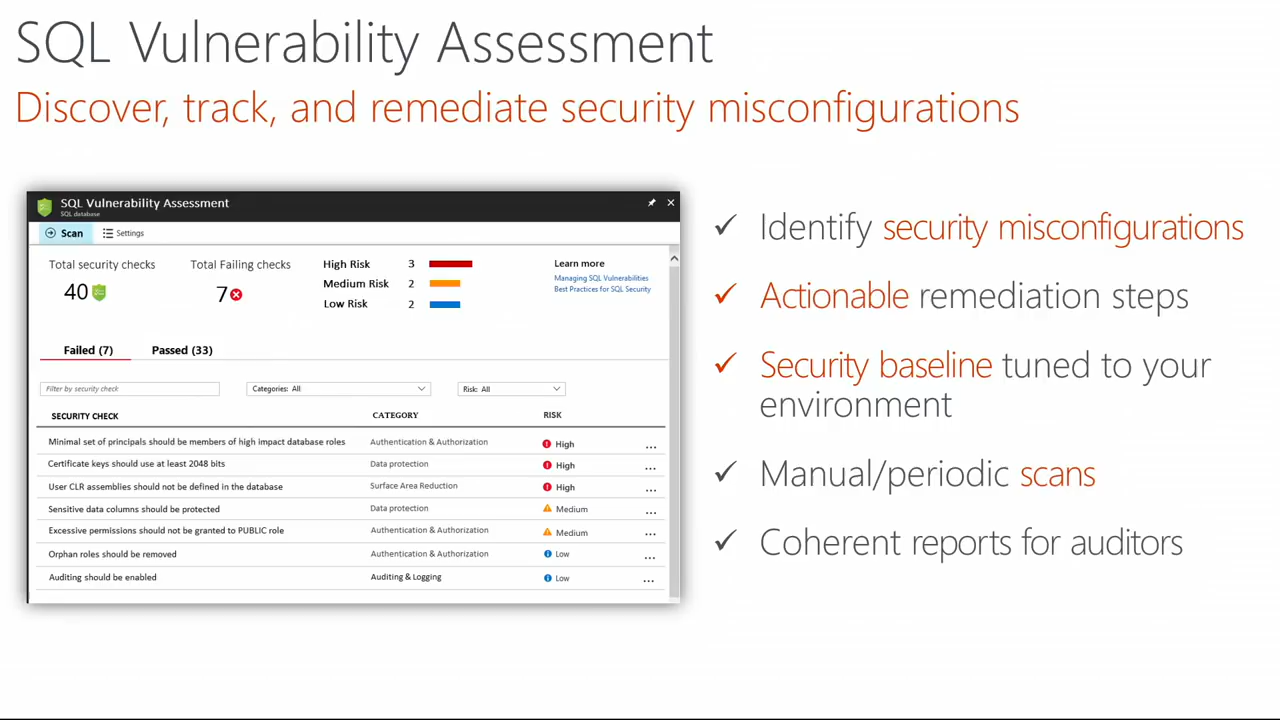 SQL Vulnerability Assessment
Discover, track, and remediate security misconfigurations
SQL Vulnerability Assessment
SQL database
Scan
Settings
Total security checks
40
Total Failing checks
7
High Risk 3
Medium Risk 2
Low Risk 2
Learn more
Managing SQL Vulnerabilities
Best Practices for SQL Security
Failed (7)
Passed (33)
Filter by security check
Categories: All
Risk: All
SECURITY CHECK CATEGORY RISK
Minimal set of principals should be members of high impact database roles Authentication & Authorization High ...
Certificate keys should use at least 2048 bits Data protection High ...
User CLR assemblies should not be defined in the database Surface Area Reduction High ...
Sensitive data columns should be protected Data protection Medium ...
Excessive permissions should not be granted to PUBLIC role Authentication & Authorization Medium ...
Orphan roles should be removed Authentication & Authorization Low ...
Auditing should be enabled Auditing & Logging Low ...
✓ Identify security misconfigurations
✓ Actionable remediation steps
✓ Security baseline tuned to your
environment
✓ Manual/periodic scans
✓ Coherent reports for auditors